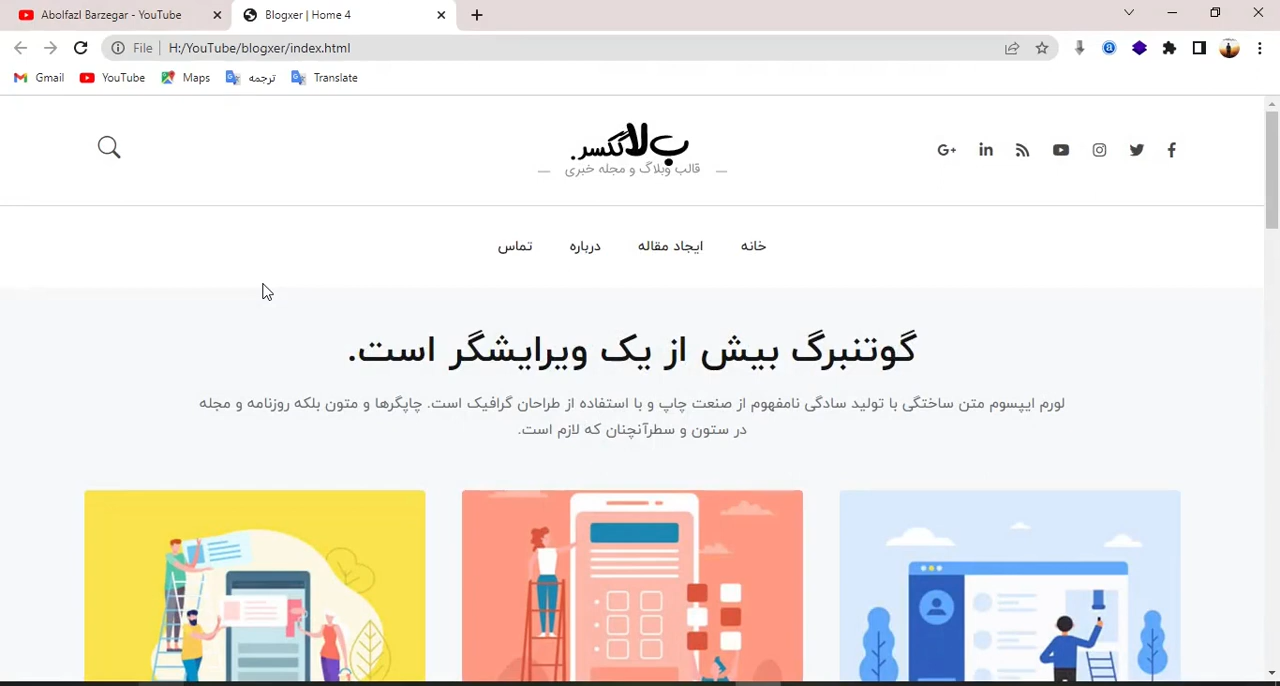 Abolfazl Barzegar - YouTube
Blogxer | Home 4
File
H:/YouTube/blogxer/index.html
Gmail
YouTube
Maps
ترجمه
Translate
بلاگسر.
قالب وبلاگ و مجله خبری
خانه
ایجاد مقاله
درباره
تماس
گوتنبرگ بیش از یک ویرایشگر است.
لورم ایپسوم متن ساختگی با تولید سادگی نامفهوم از صنعت چاپ و با استفاده از طراحان گرافیک است. چاپگرها و متون بلکه روزنامه و مجله
در ستون و سطرآنچنان که لازم است.